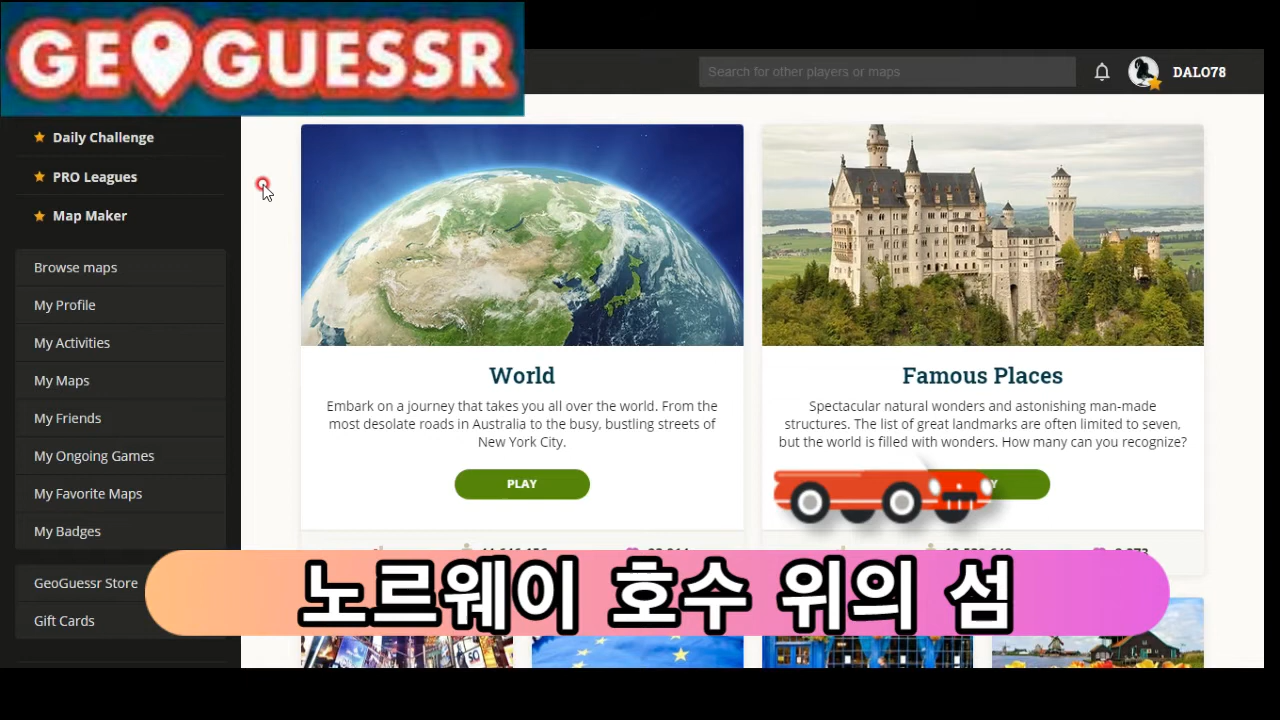 GEOGUESSR
Search for other players or maps
DALO78
Daily Challenge
PRO Leagues
Map Maker
Browse maps
My Profile
My Activities
My Maps
My Friends
My Ongoing Games
My Favorite Maps
My Badges
GeoGuessr Store
Gift Cards
World
Embark on a journey that takes you all over the world. From the
most desolate roads in Australia to the busy, bustling streets of
New York City.
PLAY
Famous Places
Spectacular natural wonders and astonishing man-made
structures. The list of great landmarks are often limited to seven,
but the world is filled with wonders. How many can you recognize?
노르웨이 호수 위의 섬